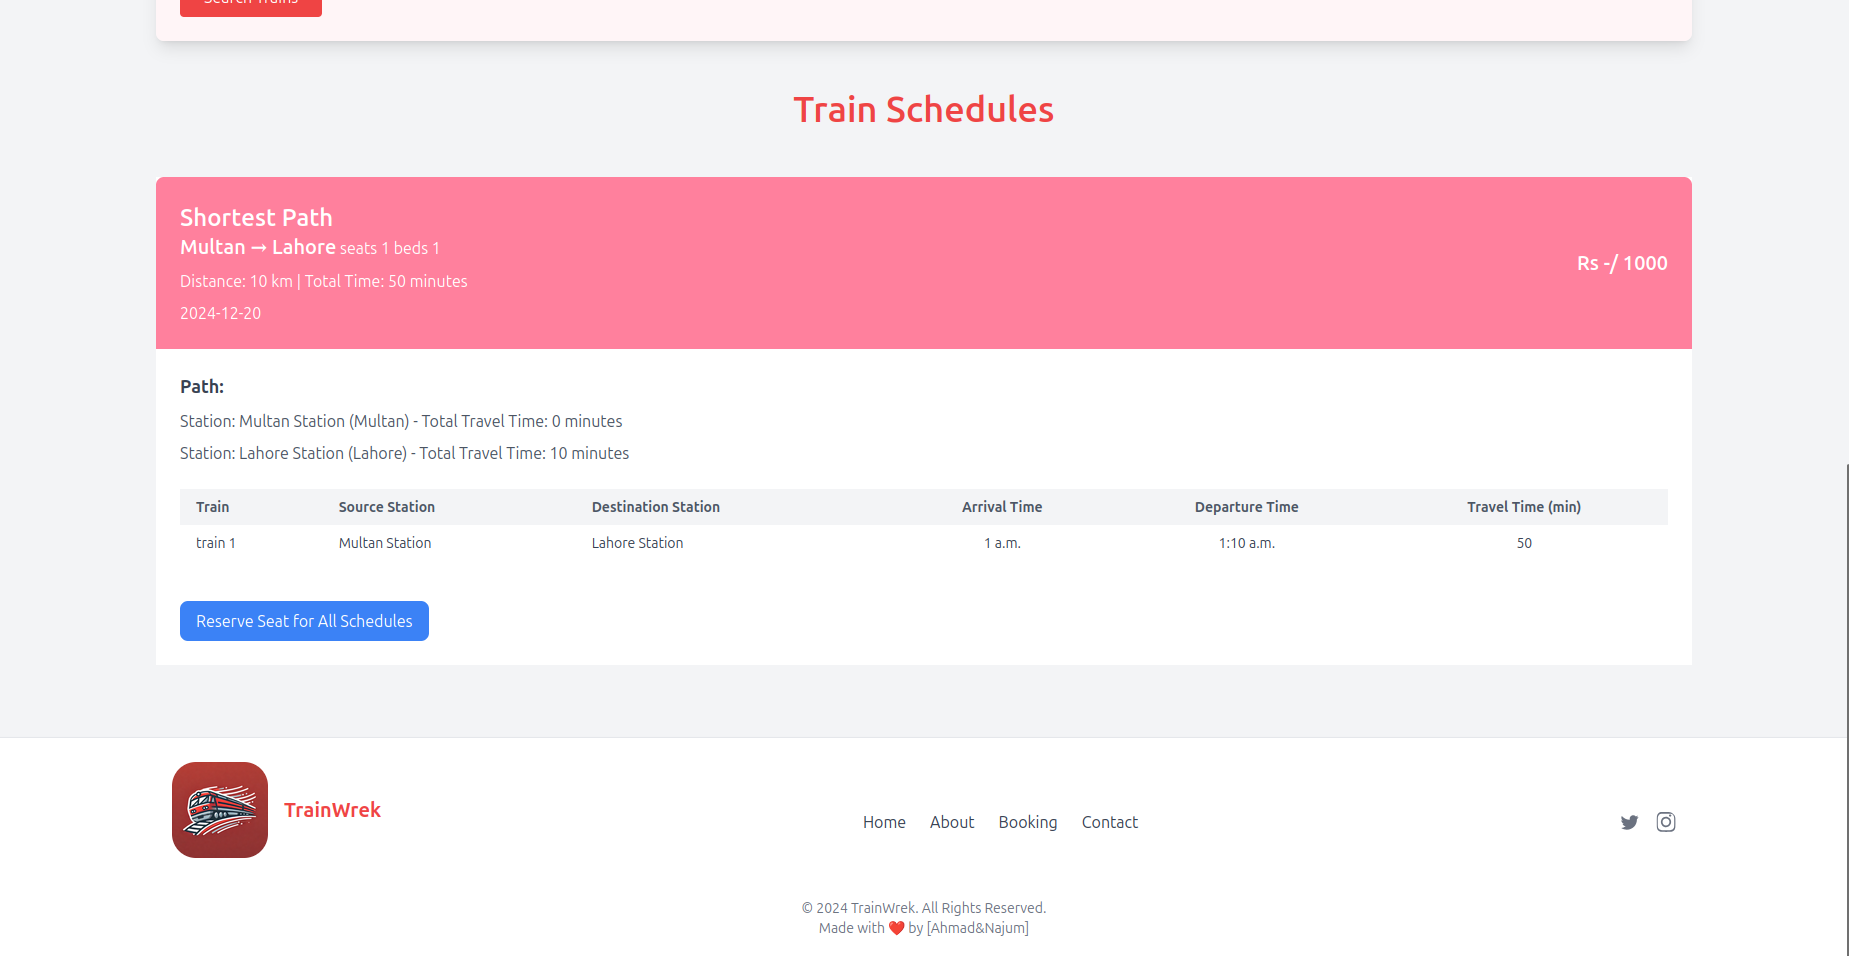 Search Trains
Train Schedules
Shortest Path
Multan → Lahore seats 1 beds 1
Distance: 10 km | Total Time: 50 minutes
2024-12-20
Rs -/ 1000
Path:
Station: Multan Station (Multan) - Total Travel Time: 0 minutes
Station: Lahore Station (Lahore) - Total Travel Time: 10 minutes
Train Source Station Destination Station Arrival Time Departure Time Travel Time (min)
train 1 Multan Station Lahore Station 1 a.m. 1:10 a.m. 50
Reserve Seat for All Schedules
TrainWrek
Home About Booking Contact
© 2024 TrainWrek. All Rights Reserved.
Made with ❤️ by [Ahmad&Najum]